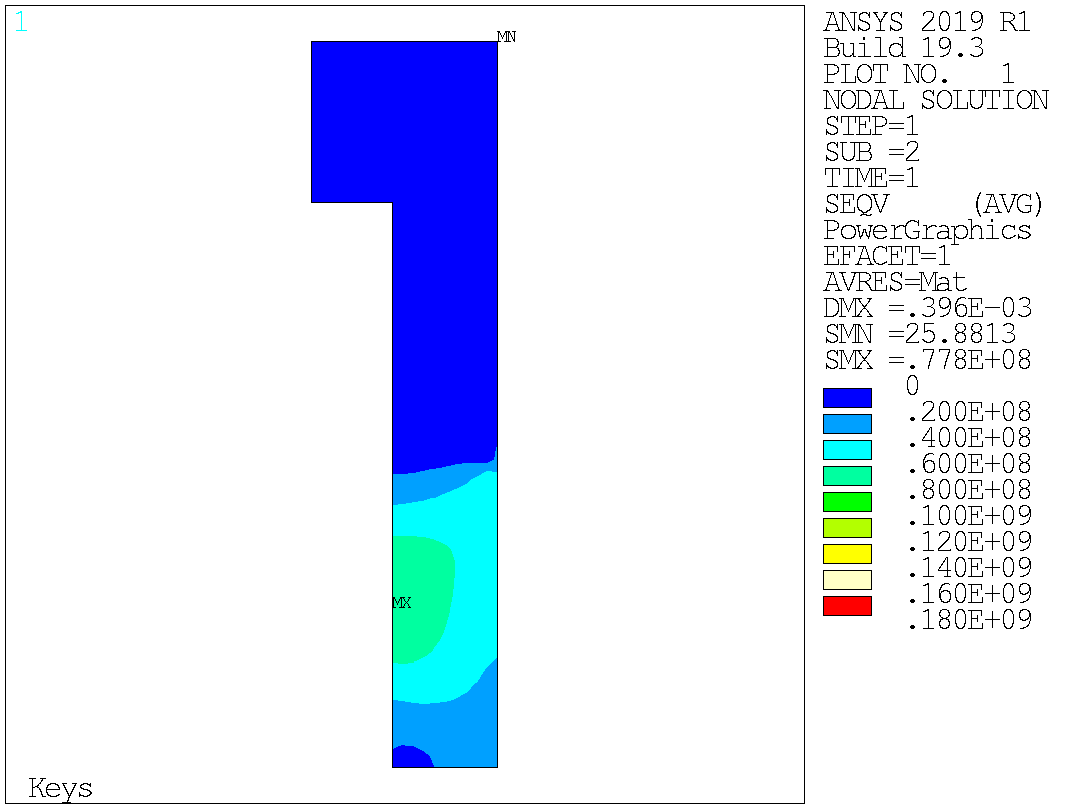 1
MN
MX
Keys
ANSYS 2019 R1
Build 19.3
PLOT NO.   1
NODAL SOLUTION
STEP=1
SUB =2
TIME=1
SEQV     (AVG)
PowerGraphics
EFACET=1
AVRES=Mat
DMX =.396E-03
SMN =25.8813
SMX =.778E+08
0
.200E+08
.400E+08
.600E+08
.800E+08
.100E+09
.120E+09
.140E+09
.160E+09
.180E+09